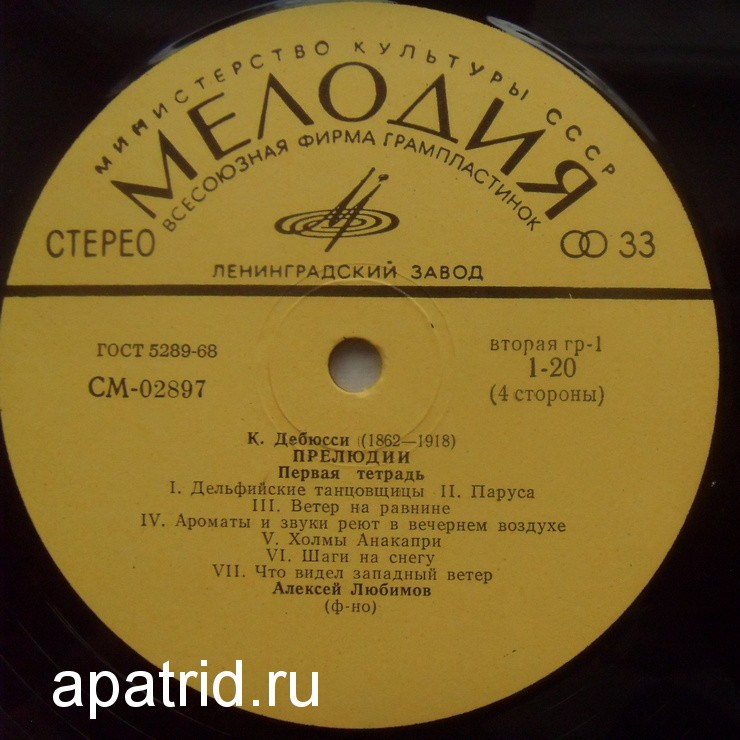 МИНИСТЕРСТВО КУЛЬТУРЫ СССР
МЕЛОДИЯ
ВСЕСОЮЗНАЯ ФИРМА ГРАМПЛАСТИНОК
СТЕРЕО
33
ЛЕНИНГРАДСКИЙ ЗАВОД
ГОСТ 5289-68
СМ-02897
вторая гр-1
1-20
(4 стороны)
К. Дебюсси (1862—1918)
ПРЕЛЮДИИ
Первая тетрадь
I. Дельфийские танцовщицы II. Паруса
III. Ветер на равнине
IV. Ароматы и звуки реют в вечернем воздухе
V. Холмы Анакапри
VI. Шаги на снегу
VII. Что видел западный ветер
Алексей Любимов
(ф-но)
apatrid.ru